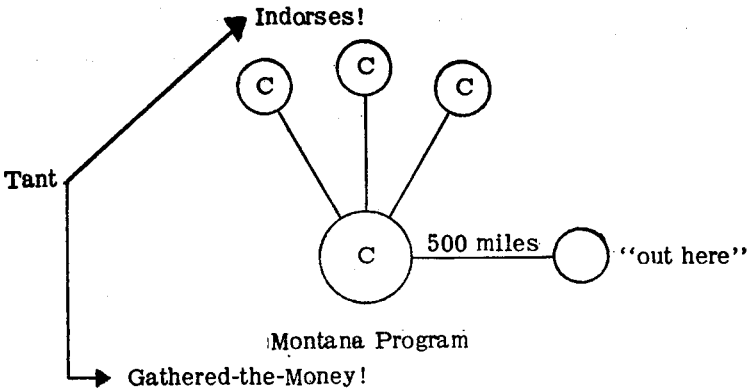 Indorses!
C
C
C
Tant
C
500 miles
“out here”
Montana Program
Gathered-the-Money!